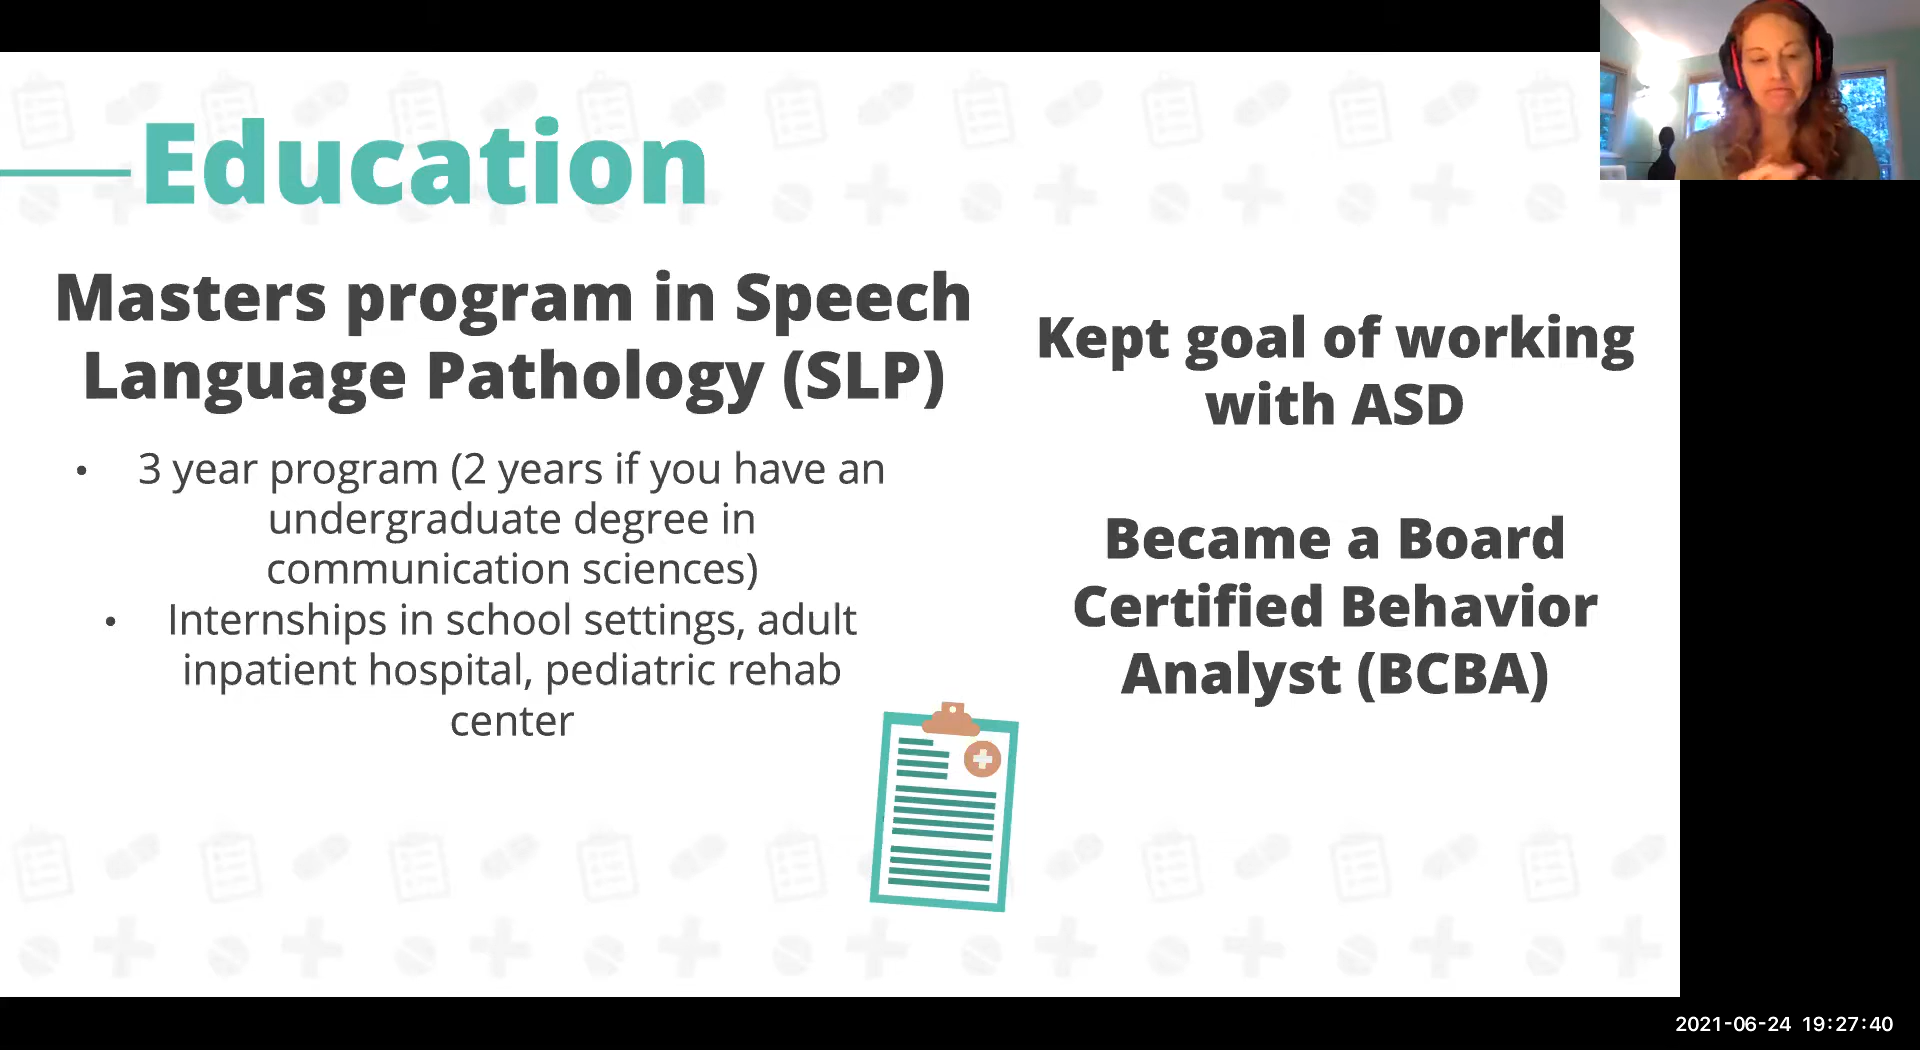 Education
Masters program in Speech
Language Pathology (SLP)
• 3 year program (2 years if you have an
undergraduate degree in
communication sciences)
• Internships in school settings, adult
inpatient hospital, pediatric rehab
center
Kept goal of working
with ASD
Became a Board
Certified Behavior
Analyst (BCBA)
2021-06-24 19:27:40